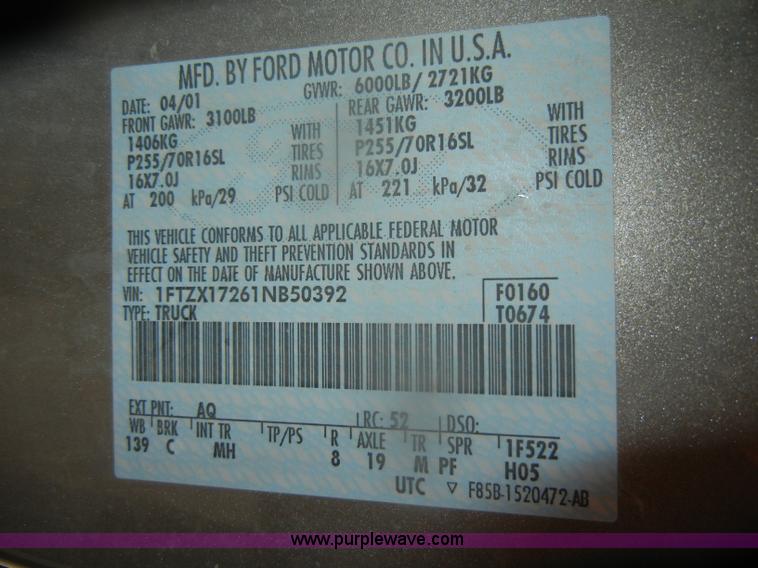 MFD. BY FORD MOTOR CO. IN U.S.A.
DATE: 04/01 GVWR: 6000LB/ 2721KG
FRONT GAWR: 3100LB REAR GAWR: 3200LB
1406KG WITH 1451KG WITH
P255/70R16SL TIRES P255/70R16SL TIRES
16X7.0J RIMS 16X7.0J RIMS
AT 200 kPa/29 PSI COLD AT 221 kPa/32 PSI COLD
THIS VEHICLE CONFORMS TO ALL APPLICABLE FEDERAL MOTOR
VEHICLE SAFETY AND THEFT PREVENTION STANDARDS IN
EFFECT ON THE DATE OF MANUFACTURE SHOWN ABOVE.
VIN: 1FTZX17261NB50392 F0160
TYPE: TRUCK T0674
EXT PNT: AQ RC: 52 DSO:
WB BRK INT TR TP/PS R AXLE TR SPR 1F522
139 C MH 8 19 M PF H05
UTC ▽ F85B-1520472-AB
www.purplewave.com